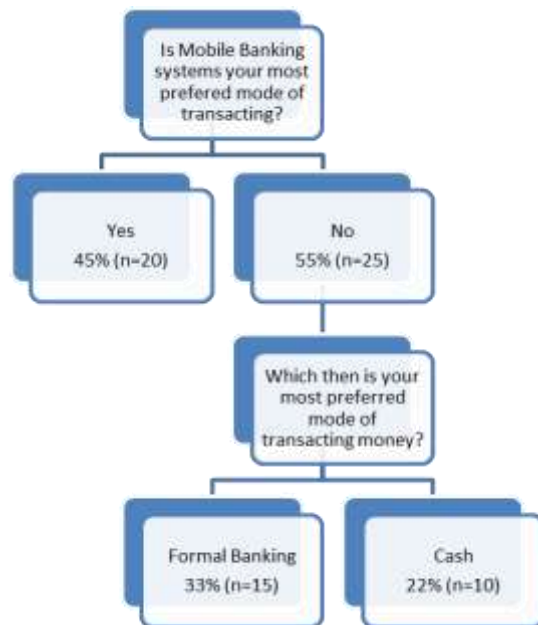 Is Mobile Banking
systems your most
prefered mode of
transacting?
Yes
45% (n=20)
No
55% (n=25)
Which then is your
most preferred
mode of
transacting money?
Formal Banking
33% (n=15)
Cash
22% (n=10)